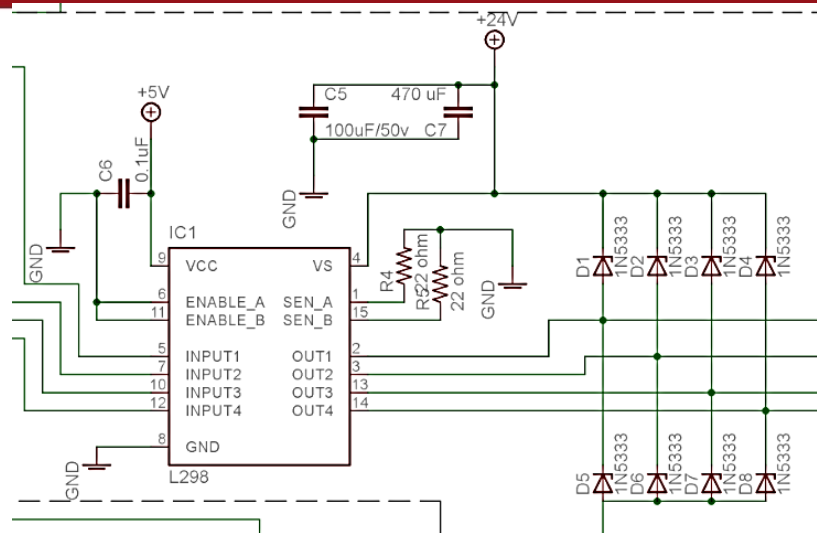 +24V
+5V
C5
470 uF
100uF/50v
C7
C6
0.1uF
GND
GND
IC1
9
VCC
VS
4
6
ENABLE_A
SEN_A
1
11
ENABLE_B
SEN_B
15
R4
22 ohm
R5
22 ohm
GND
5
INPUT1
OUT1
2
7
INPUT2
OUT2
3
10
INPUT3
OUT3
13
12
INPUT4
OUT4
14
8
GND
GND
L298
D1
1N5333
D2
1N5333
D3
1N5333
D4
1N5333
D5
1N5333
D6
1N5333
D7
1N5333
D8
1N5333